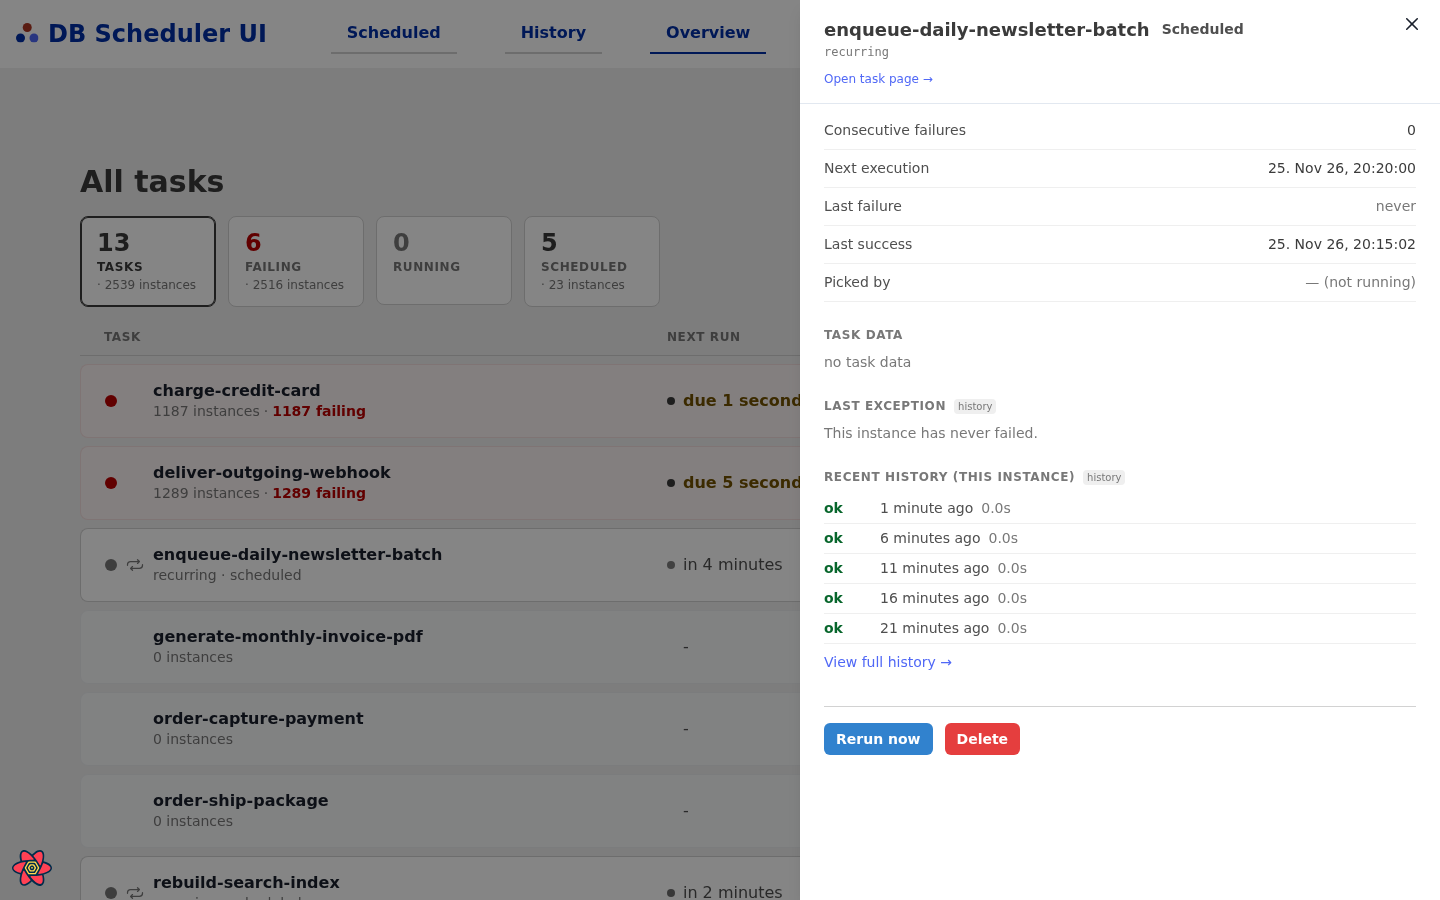 DB Scheduler UI
Scheduled
History
Overview
All tasks
13
TASKS
· 2539 instances
6
FAILING
· 2516 instances
0
RUNNING
5
SCHEDULED
· 23 instances
TASK
NEXT RUN
charge-credit-card
1187 instances · 1187 failing
due 1 second
deliver-outgoing-webhook
1289 instances · 1289 failing
due 5 second
enqueue-daily-newsletter-batch
recurring · scheduled
in 4 minutes
generate-monthly-invoice-pdf
0 instances
-
order-capture-payment
0 instances
-
order-ship-package
0 instances
-
rebuild-search-index
in 2 minutes
enqueue-daily-newsletter-batch Scheduled
recurring
Open task page →
Consecutive failures 0
Next execution 25. Nov 26, 20:20:00
Last failure never
Last success 25. Nov 26, 20:15:02
Picked by — (not running)
TASK DATA
no task data
LAST EXCEPTION history
This instance has never failed.
RECENT HISTORY (THIS INSTANCE) history
ok 1 minute ago 0.0s
ok 6 minutes ago 0.0s
ok 11 minutes ago 0.0s
ok 16 minutes ago 0.0s
ok 21 minutes ago 0.0s
View full history →
Rerun now
Delete